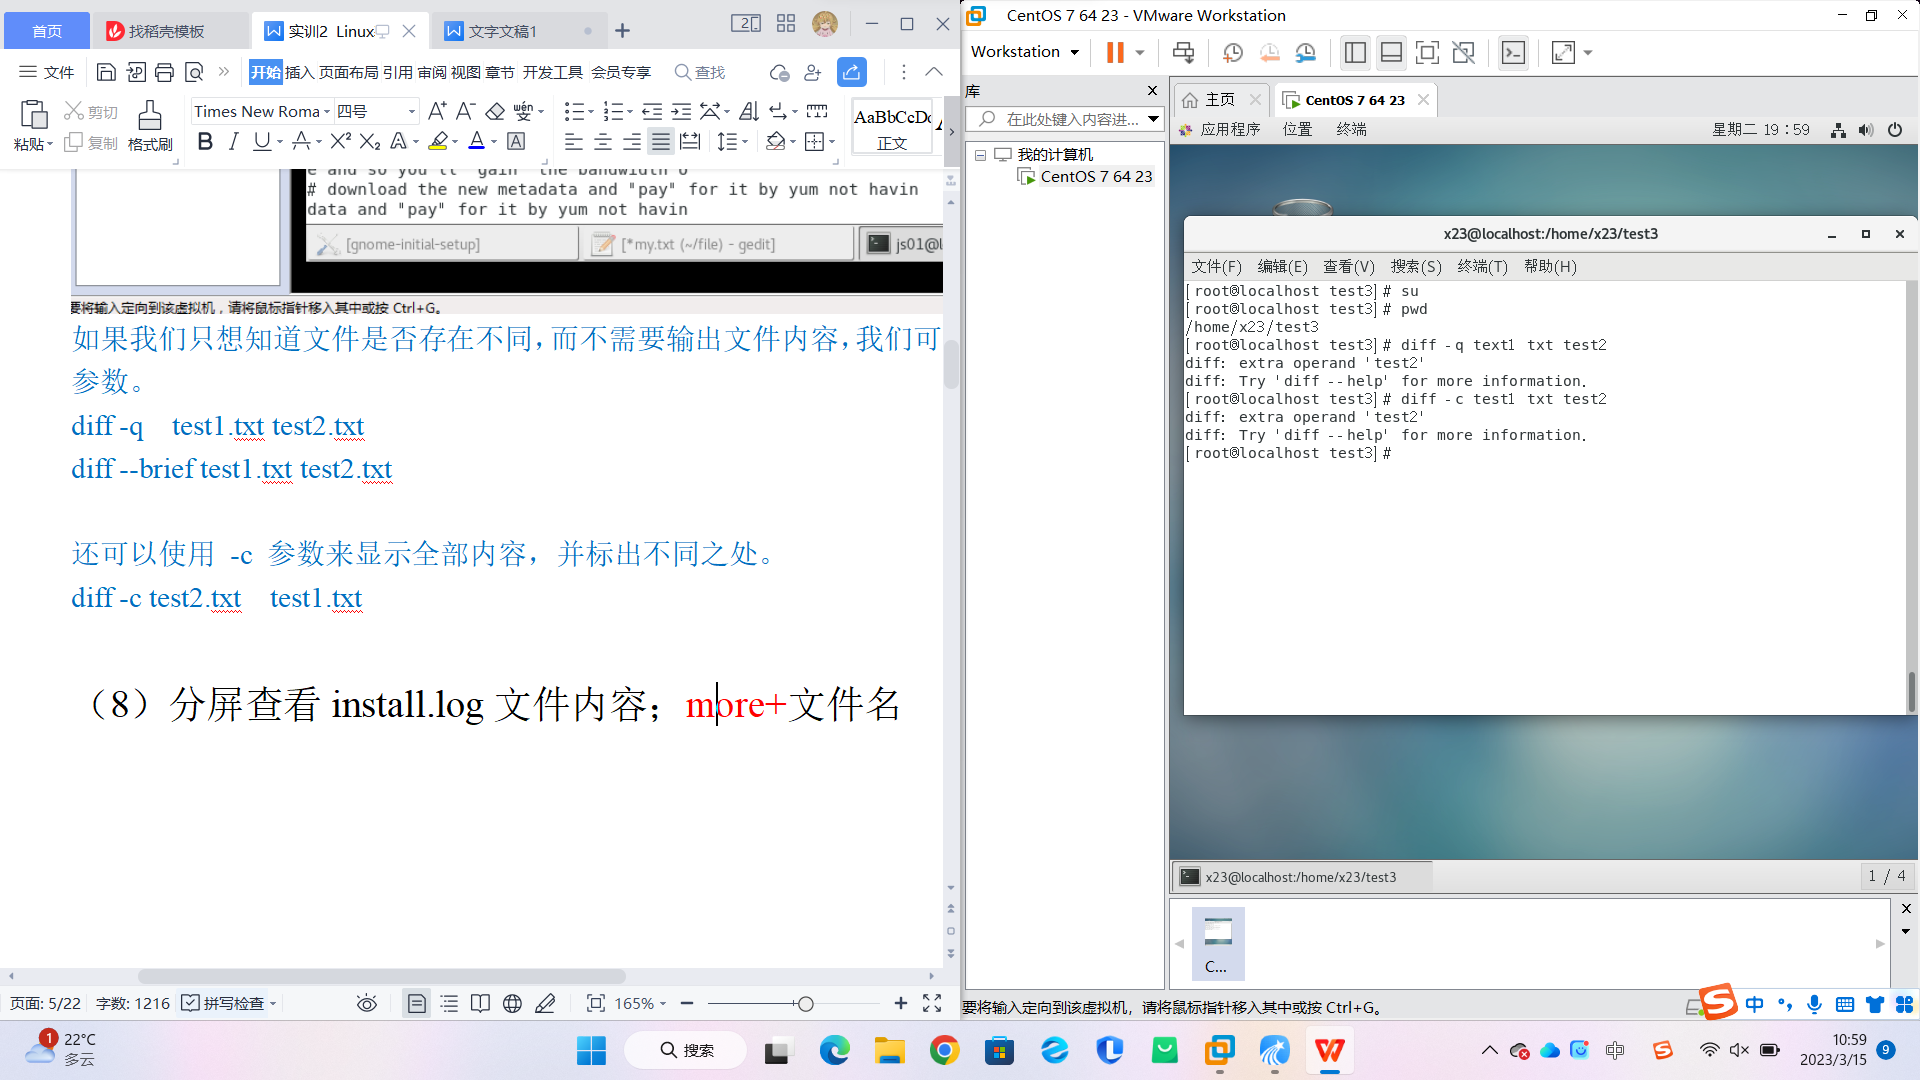 首页
找稻壳模板
实训2 Linux
文字文稿1
文件
开始 插入 页面布局 引用 审阅 视图 章节 开发工具 会员专享
查找
粘贴
剪切
复制
格式刷
Times New Roma
四号
AaBbCcDc
正文
# download the new metadata and "pay" for it by yum not havin
data and "pay" for it by yum not havin
[gnome-initial-setup]
[*my.txt (~/file) - gedit]
js01@l
要将输入定向到该虚拟机，请将鼠标指针移入其中或按 Ctrl+G。
如果我们只想知道文件是否存在不同，而不需要输出文件内容，我们可
参数。
diff -q test1.txt test2.txt
diff --brief test1.txt test2.txt
还可以使用 -c 参数来显示全部内容，并标出不同之处。
diff -c test2.txt test1.txt
（8）分屏查看 install.log 文件内容；more+文件名
页面: 5/22
字数: 1216
拼写检查
165%
CentOS 7 64 23 - VMware Workstation
Workstation
库
在此处键入内容进...
我的计算机
CentOS 7 64 23
主页
CentOS 7 64 23
应用程序
位置
终端
星期二 19：59
x23@localhost:/home/x23/test3
文件(F) 编辑(E) 查看(V) 搜索(S) 终端(T) 帮助(H)
[root@localhost test3]# su
[root@localhost test3]# pwd
/home/x23/test3
[root@localhost test3]# diff -q text1 txt test2
diff: extra operand 'test2'
diff: Try 'diff --help' for more information.
[root@localhost test3]# diff -c test1 txt test2
diff: extra operand 'test2'
diff: Try 'diff --help' for more information.
[root@localhost test3]#
x23@localhost:/home/x23/test3
1 / 4
C...
要将输入定向到该虚拟机，请将鼠标指针移入其中或按 Ctrl+G。
中
1
22°C
多云
搜索
中
10:59
2023/3/15
9